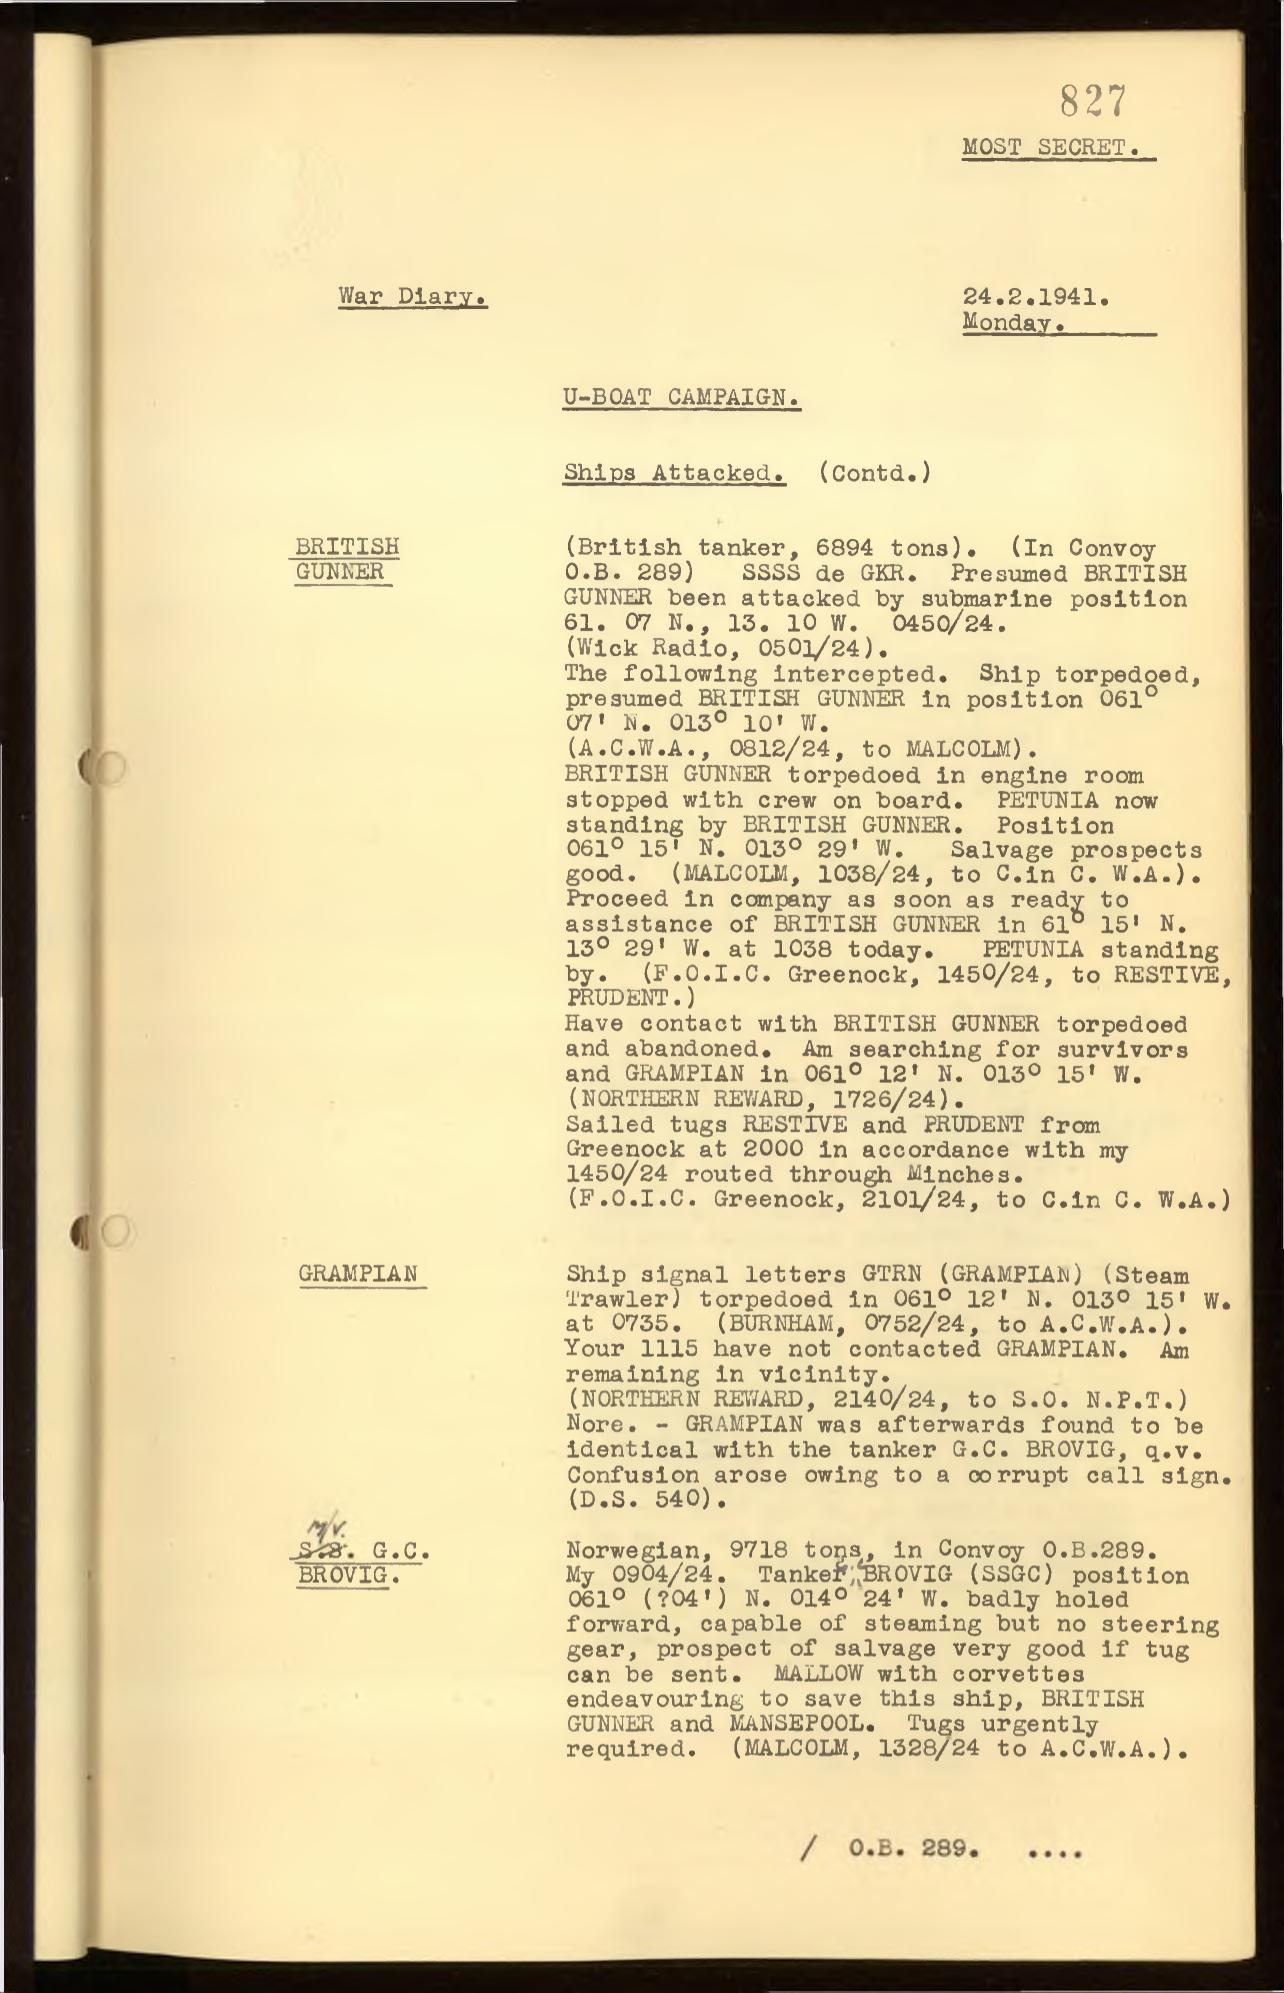 827
MOST SECRET.
War Diary.
24.2.1941.
Monday.
U-BOAT CAMPAIGN.
Ships Attacked. (Contd.)
BRITISH
GUNNER
(British tanker, 6894 tons). (In Convoy
O.B. 289) SSSS de GKR. Presumed BRITISH
GUNNER been attacked by submarine position
61. 07 N., 13. 10 W. 0450/24.
(Wick Radio, 0501/24).
The following intercepted. Ship torpedoed,
presumed BRITISH GUNNER in position 061°
07' N. 013° 10' W.
(A.C.W.A., 0812/24, to MALCOLM).
BRITISH GUNNER torpedoed in engine room
stopped with crew on board. PETUNIA now
standing by BRITISH GUNNER. Position
061° 15' N. 013° 29' W. Salvage prospects
good. (MALCOLM, 1038/24, to C.in C. W.A.).
Proceed in company as soon as ready to
assistance of BRITISH GUNNER in 61° 15' N.
13° 29' W. at 1038 today. PETUNIA standing
by. (F.O.I.C. Greenock, 1450/24, to RESTIVE,
PRUDENT.)
Have contact with BRITISH GUNNER torpedoed
and abandoned. Am searching for survivors
and GRAMPIAN in 061° 12' N. 013° 15' W.
(NORTHERN REWARD, 1726/24).
Sailed tugs RESTIVE and PRUDENT from
Greenock at 2000 in accordance with my
1450/24 routed through Minches.
(F.O.I.C. Greenock, 2101/24, to C.in C. W.A.)
GRAMPIAN
Ship signal letters GTRN (GRAMPIAN) (Steam
Trawler) torpedoed in 061° 12' N. 013° 15' W.
at 0735. (BURNHAM, 0752/24, to A.C.W.A.).
Your 1115 have not contacted GRAMPIAN. Am
remaining in vicinity.
(NORTHERN REWARD, 2140/24, to S.O. N.P.T.)
Nore. - GRAMPIAN was afterwards found to be
identical with the tanker G.C. BROVIG, q.v.
Confusion arose owing to a corrupt call sign.
(D.S. 540).
M/V.
S.S. G.C.
BROVIG.
Norwegian, 9718 tons, in Convoy O.B.289.
My 0904/24. Tanker BROVIG (SSGC) position
061° (?04') N. 014° 24' W. badly holed
forward, capable of steaming but no steering
gear, prospect of salvage very good if tug
can be sent. MALLOW with corvettes
endeavouring to save this ship, BRITISH
GUNNER and MANSEPOOL. Tugs urgently
required. (MALCOLM, 1328/24 to A.C.W.A.).
/ O.B. 289. ....